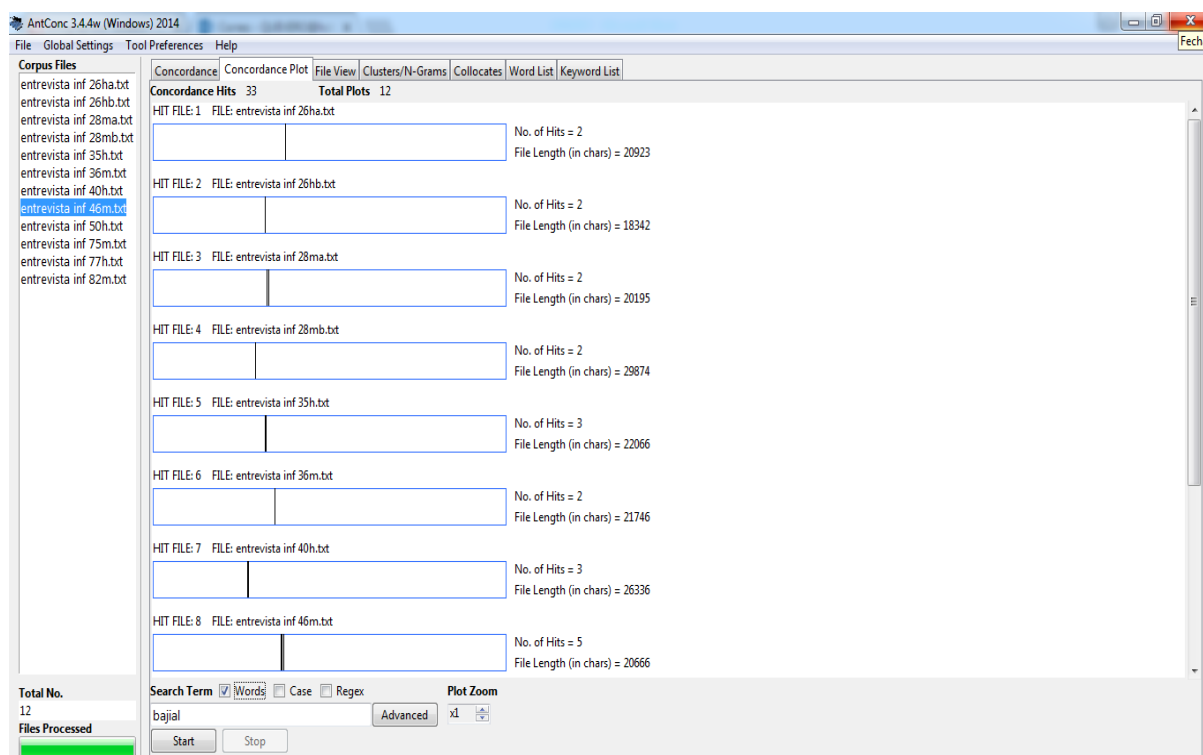 AntConc 3.4.4w (Windows) 2014
File Global Settings Tool Preferences Help
Fech
Corpus Files
entrevista inf 26ha.txt
entrevista inf 26hb.txt
entrevista inf 28ma.txt
entrevista inf 28mb.txt
entrevista inf 35h.txt
entrevista inf 36m.txt
entrevista inf 40h.txt
entrevista inf 46m.txt
entrevista inf 50h.txt
entrevista inf 75m.txt
entrevista inf 77h.txt
entrevista inf 82m.txt
Total No.
12
Files Processed
Concordance Concordance Plot File View Clusters/N-Grams Collocates Word List Keyword List
Concordance Hits 33 Total Plots 12
HIT FILE: 1 FILE: entrevista inf 26ha.txt
No. of Hits = 2
File Length (in chars) = 20923
HIT FILE: 2 FILE: entrevista inf 26hb.txt
No. of Hits = 2
File Length (in chars) = 18342
HIT FILE: 3 FILE: entrevista inf 28ma.txt
No. of Hits = 2
File Length (in chars) = 20195
HIT FILE: 4 FILE: entrevista inf 28mb.txt
No. of Hits = 2
File Length (in chars) = 29874
HIT FILE: 5 FILE: entrevista inf 35h.txt
No. of Hits = 3
File Length (in chars) = 22066
HIT FILE: 6 FILE: entrevista inf 36m.txt
No. of Hits = 2
File Length (in chars) = 21746
HIT FILE: 7 FILE: entrevista inf 40h.txt
No. of Hits = 3
File Length (in chars) = 26336
HIT FILE: 8 FILE: entrevista inf 46m.txt
No. of Hits = 5
File Length (in chars) = 20666
Search Term Words Case Regex Plot Zoom
bajial Advanced x1
Start Stop